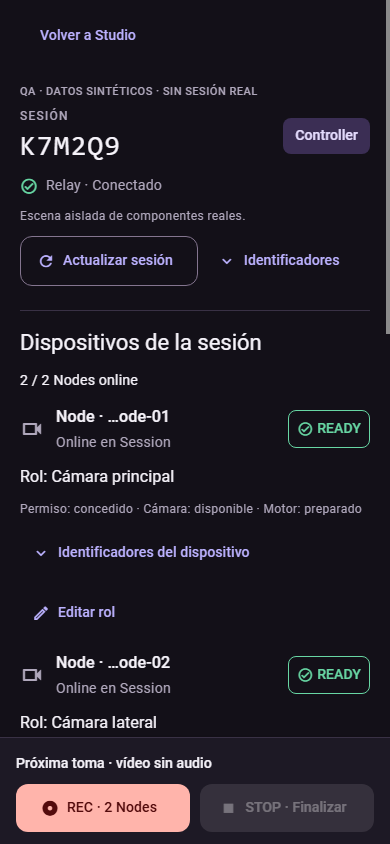 Volver a Studio
QA · DATOS SINTÉTICOS · SIN SESIÓN REAL
SESIÓN
K7M2Q9
Controller
Relay · Conectado
Escena aislada de componentes reales.
Actualizar sesión
Identificadores
Dispositivos de la sesión
2 / 2 Nodes online
Node · …ode-01
Online en Session
READY
Rol: Cámara principal
Permiso: concedido · Cámara: disponible · Motor: preparado
Identificadores del dispositivo
Editar rol
Node · …ode-02
Online en Session
READY
Rol: Cámara lateral
Próxima toma · vídeo sin audio
REC · 2 Nodes
STOP · Finalizar